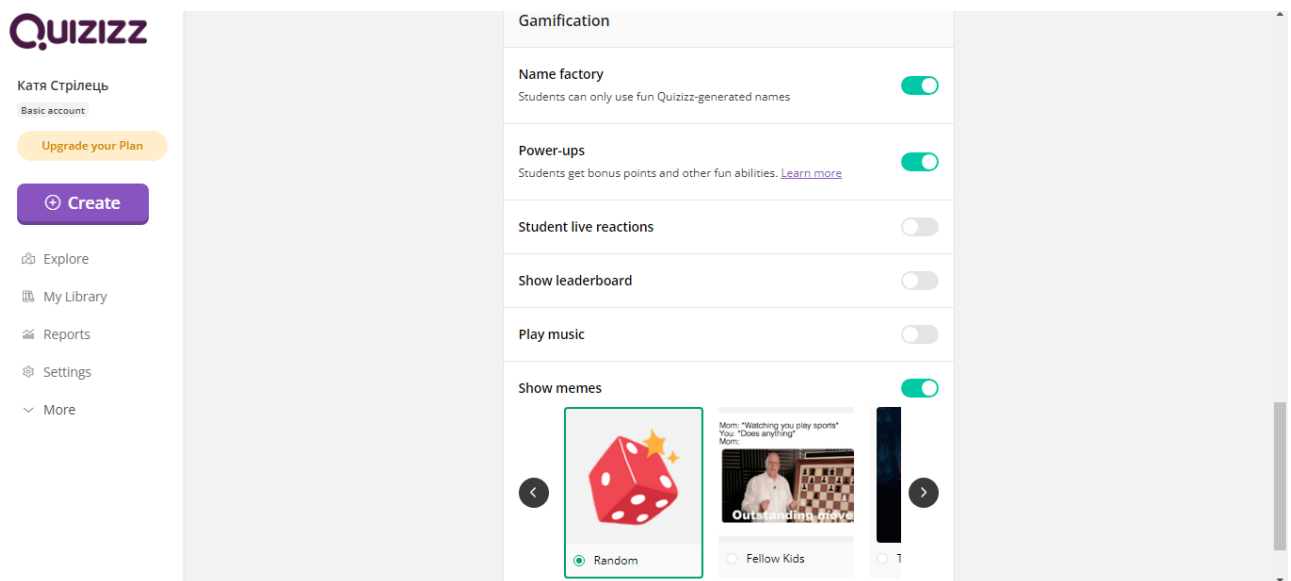 Quizizz
Катя Стрілець
Basic account
Upgrade your Plan
Create
Explore
My Library
Reports
Settings
More
Gamification
Name factory
Students can only use fun Quizizz-generated names
Power-ups
Students get bonus points and other fun abilities. Learn more
Student live reactions
Show leaderboard
Play music
Show memes
Mom: *Watching you play sports*
You: *Does anything*
Mom:
Outstanding move
Random
Fellow Kids
T